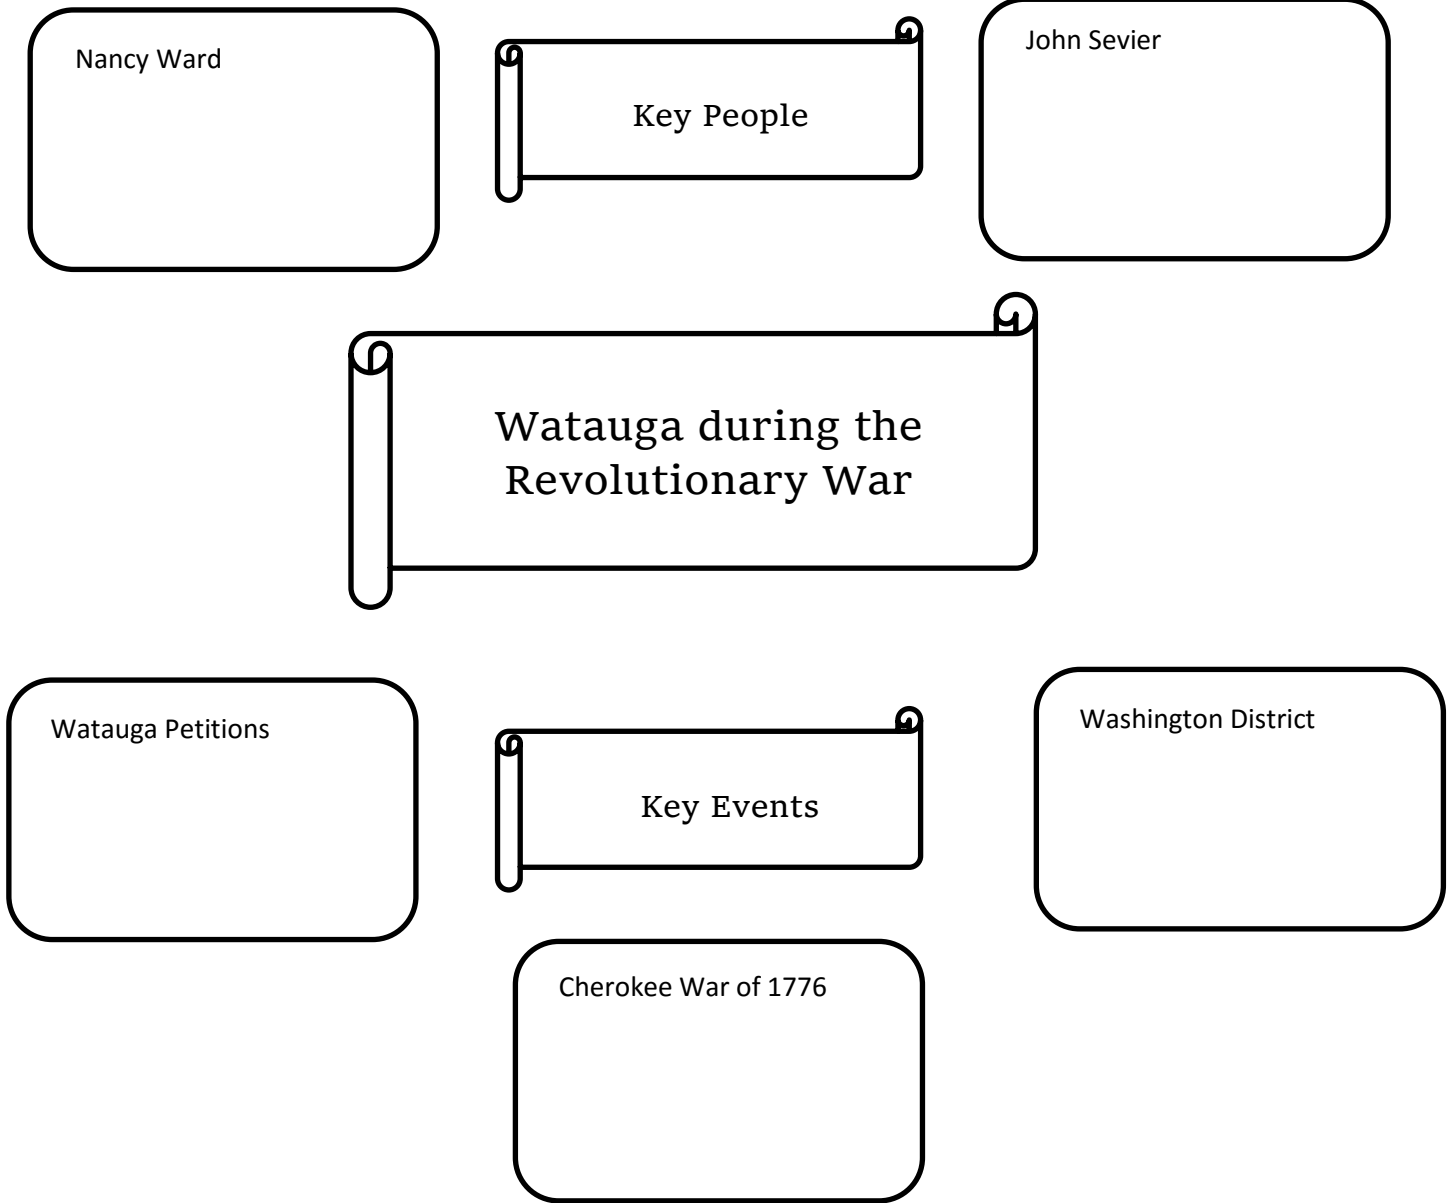 Nancy Ward
Key People
John Sevier
Watauga during the
Revolutionary War
Watauga Petitions
Key Events
Washington District
Cherokee War of 1776